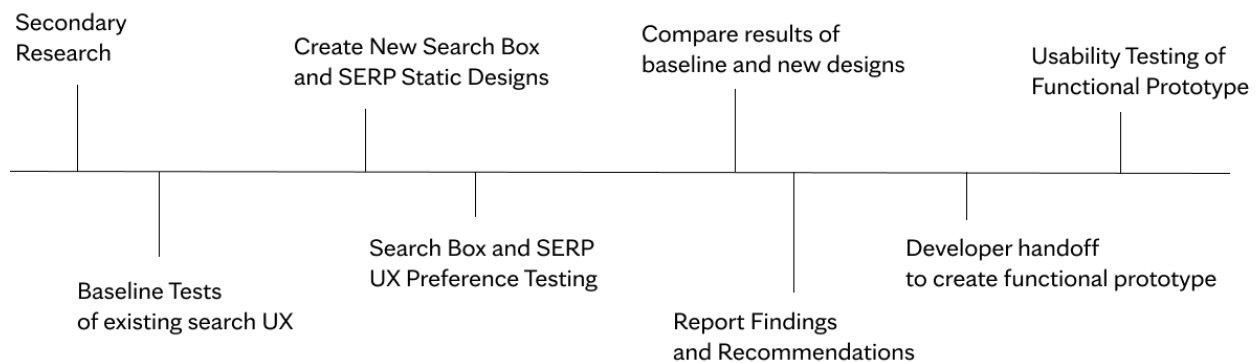 Secondary
Research
Baseline Tests
of existing search UX
Create New Search Box
and SERP Static Designs
Search Box and SERP
UX Preference Testing
Compare results of
baseline and new designs
Report Findings
and Recommendations
Developer handoff
to create functional prototype
Usability Testing of
Functional Prototype